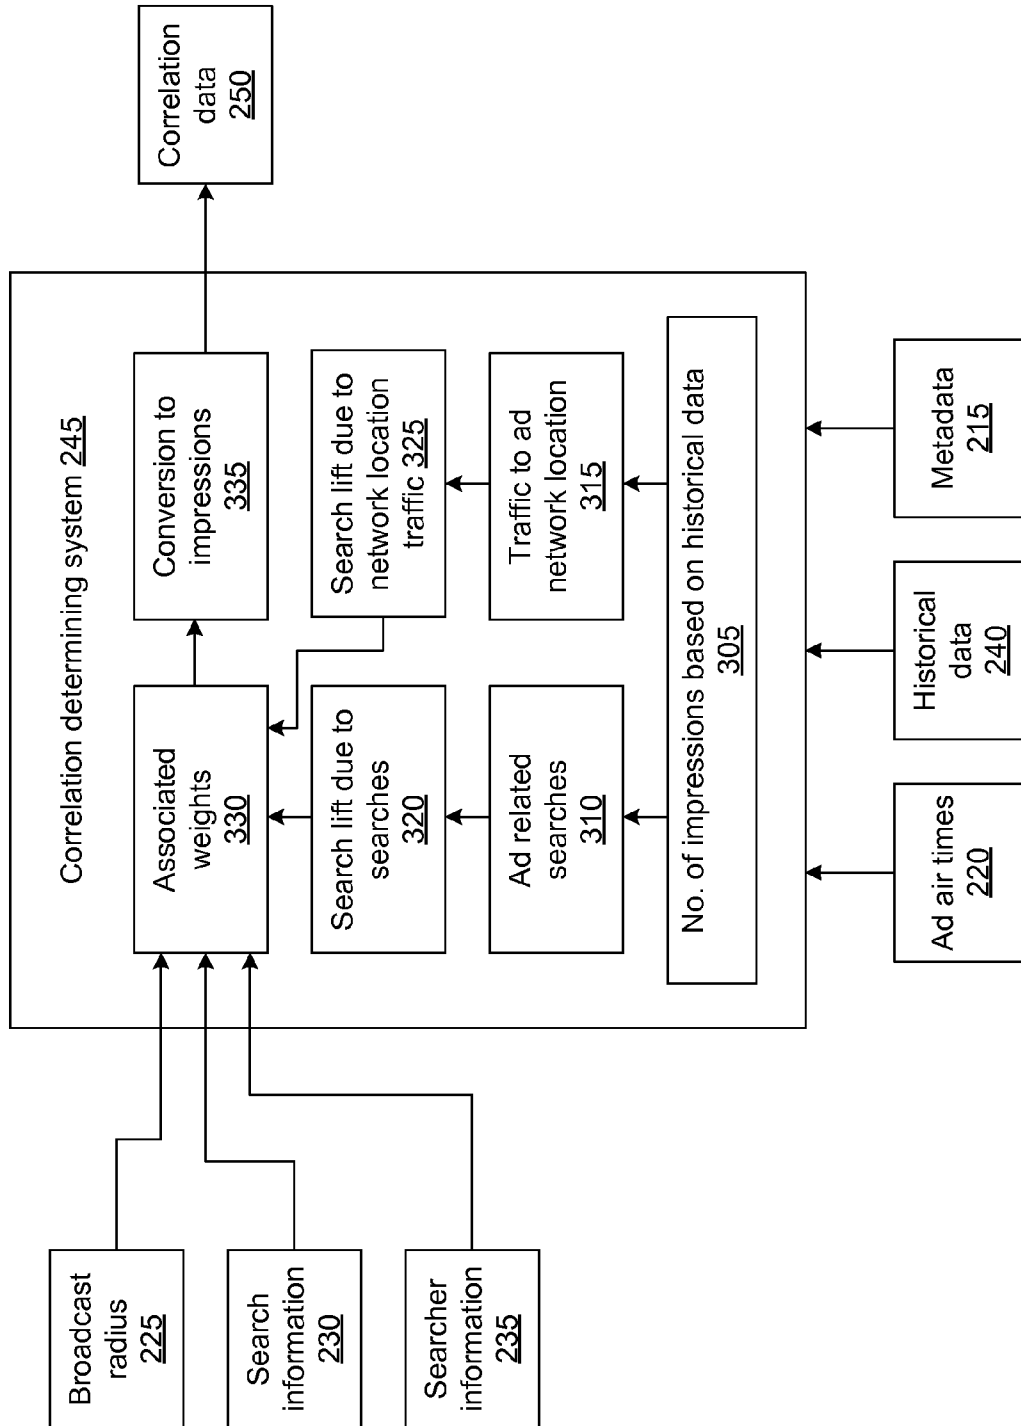 Correlation determining system 245
Broadcast
radius
225
Search
information
230
Searcher
information
235
Associated
weights
330
Conversion to
impressions
335
Correlation
data
250
Search lift due to
searches
320
Search lift due to
network location
traffic 325
Ad related
searches
310
Traffic to ad
network location
315
No. of impressions based on historical data
305
Ad air times
220
Historical
data
240
Metadata
215